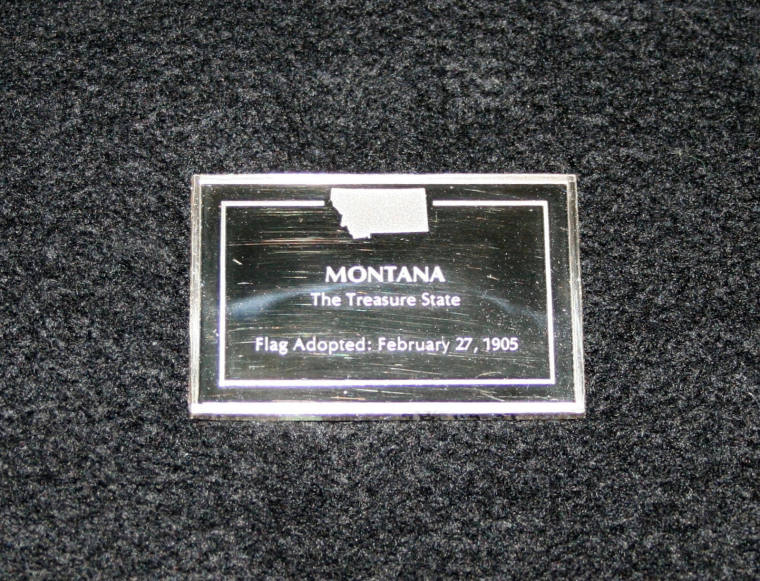 MONTANA
The Treasure State
Flag Adopted: February 27, 1905